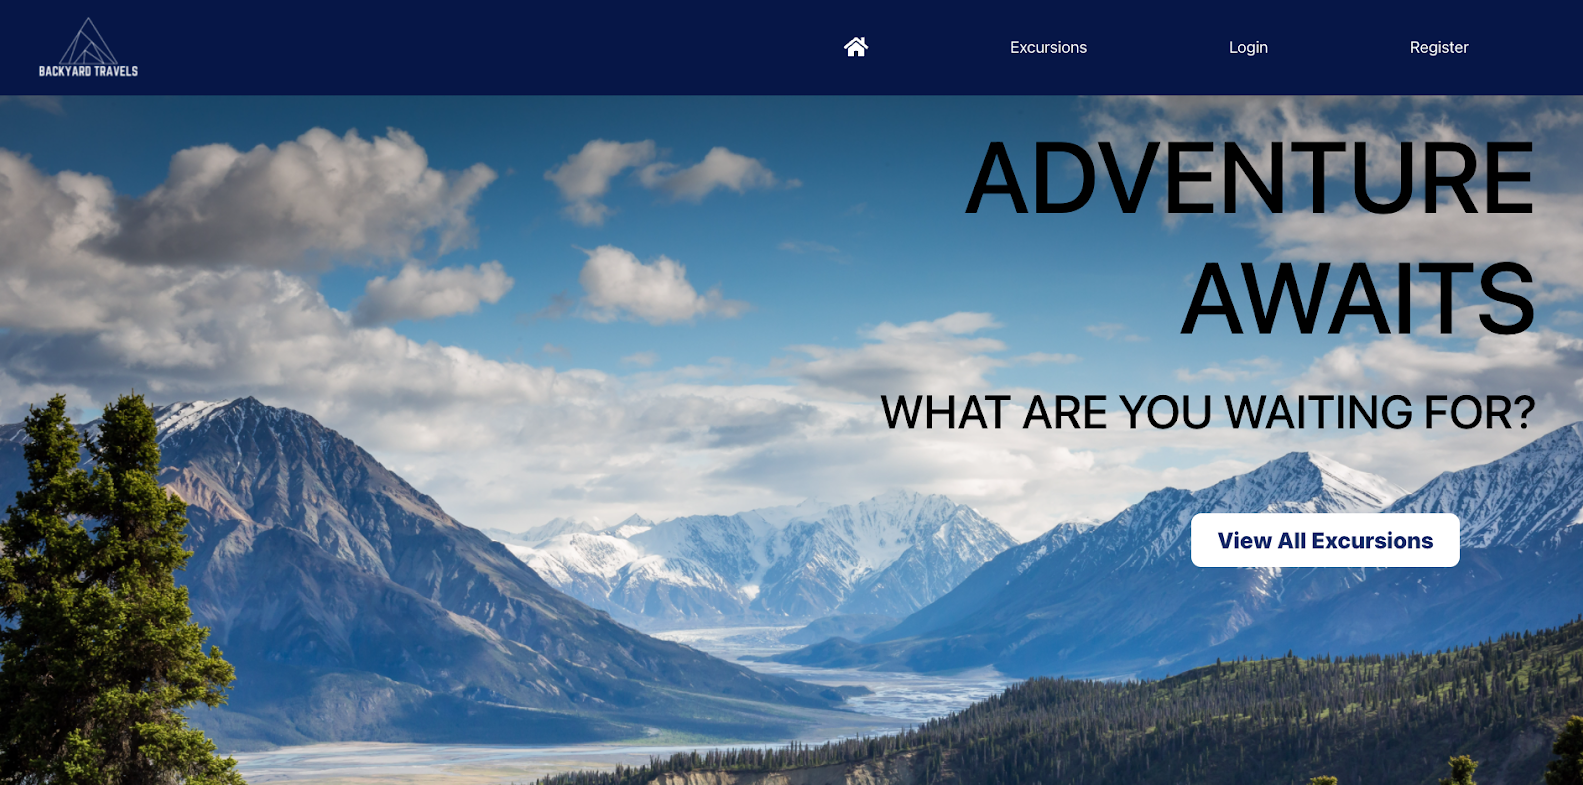 BACKYARD TRAVELS
Excursions
Login
Register
ADVENTURE
AWAITS
WHAT ARE YOU WAITING FOR?
View All Excursions